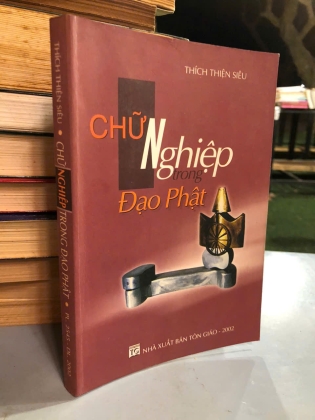 THÍCH THIỆN SIÊU
CHỮ
Nghiệp
trong
Đạo Phật
NHÀ XUẤT BẢN TÔN GIÁO - 2002
THÍCH THIỆN SIÊU • CHỮ NGHIỆP TRONG ĐẠO PHẬT •